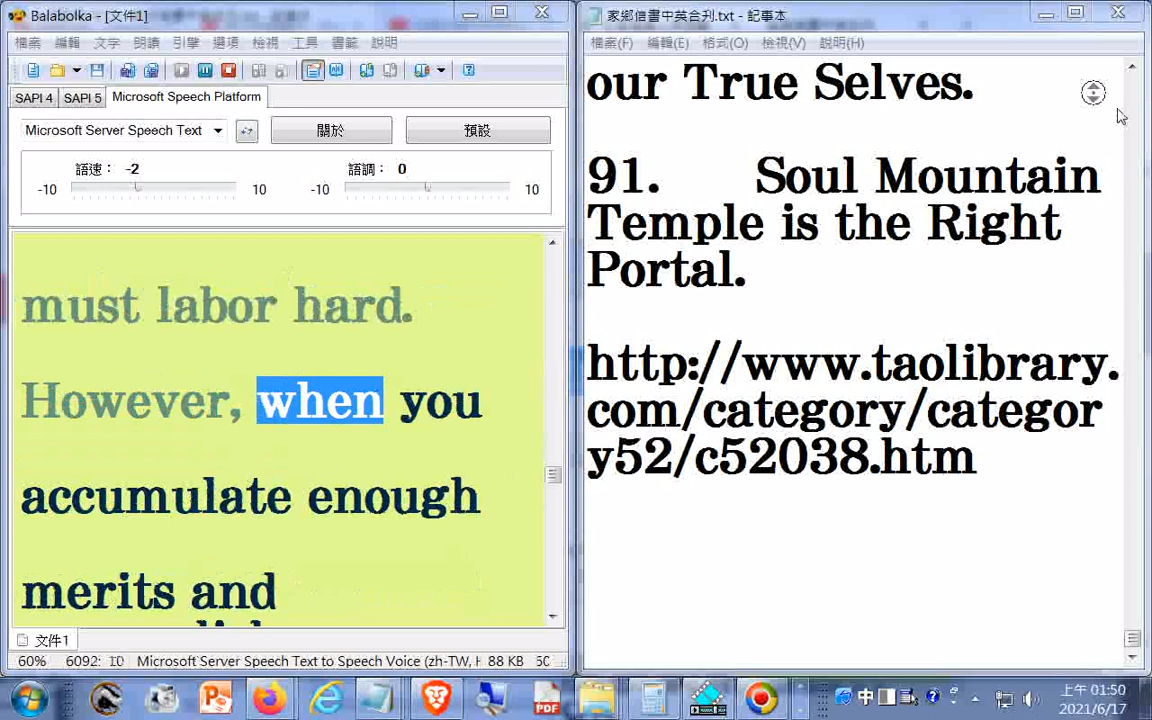 Balabolka - [文件1]
檔案 編輯 文字 朗讀 引擎 選項 檢視 工具 書籤 說明
SAPI 4 SAPI 5 Microsoft Speech Platform
Microsoft Server Speech Text 關於 預設
語速： -2 語調： 0
-10 10 -10 10
must labor hard.
However, when you
accumulate enough
merits and
文件1
60% 6092: 10 Microsoft Server Speech Text to Speech Voice (zh-TW, H 88 KB
家鄉信書中英合刋.txt - 記事本
檔案(F) 編輯(E) 格式(O) 檢視(V) 說明(H)
our True Selves.
91. Soul Mountain
Temple is the Right
Portal.
http://www.taolibrary.
com/category/categor
y52/c52038.htm
PDF
中
上午 01:50
2021/6/17